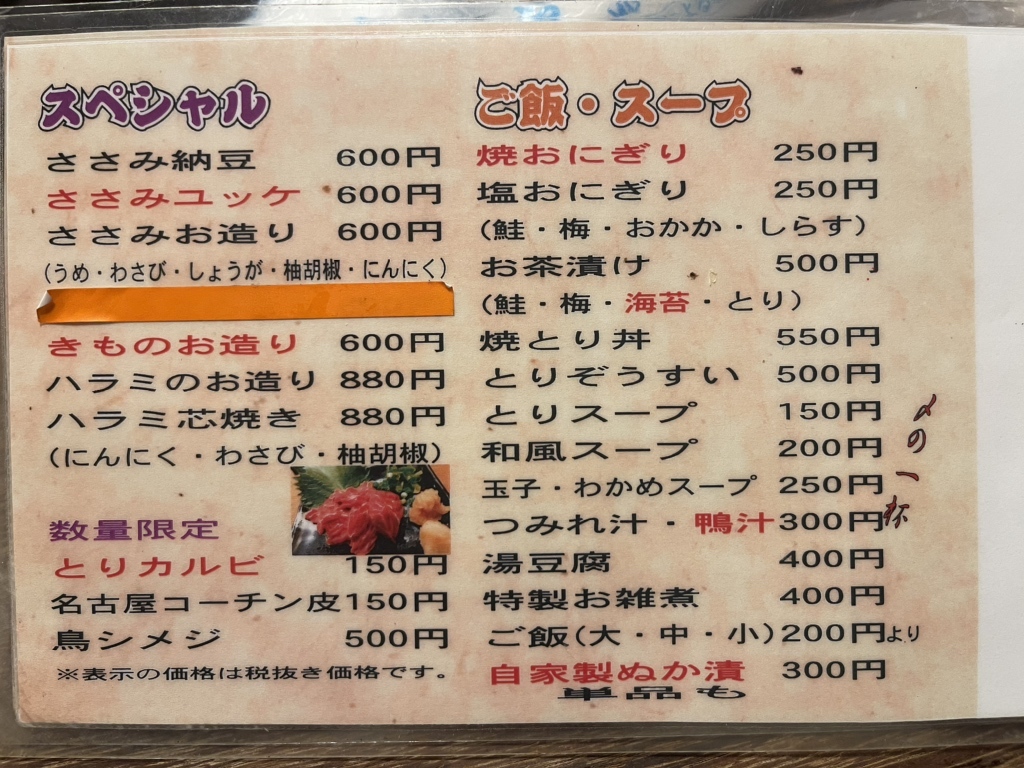 スペシャル
ささみ納豆 600円
ささみユッケ 600円
ささみお造り 600円
(うめ・わさび・しょうが・柚胡椒・にんにく)
きものお造り 600円
ハラミのお造り 880円
ハラミ芯焼き 880円
(にんにく・わさび・柚胡椒)
数量限定
とりカルビ 150円
名古屋コーチン皮 150円
鳥シメジ 500円
※表示の価格は税抜き価格です。
ご飯・スープ
焼おにぎり 250円
塩おにぎり 250円
(鮭・梅・おかか・しらす)
お茶漬け 500円
(鮭・梅・海苔・とり)
焼とり丼 550円
とりぞうすい 500円
とりスープ 150円
和風スープ 200円
玉子・わかめスープ 250円
つみれ汁・鴨汁 300円
湯豆腐 400円
特製お雑煮 400円
ご飯(大・中・小) 200円より
自家製ぬか漬 300円
単品も
〆の一杯